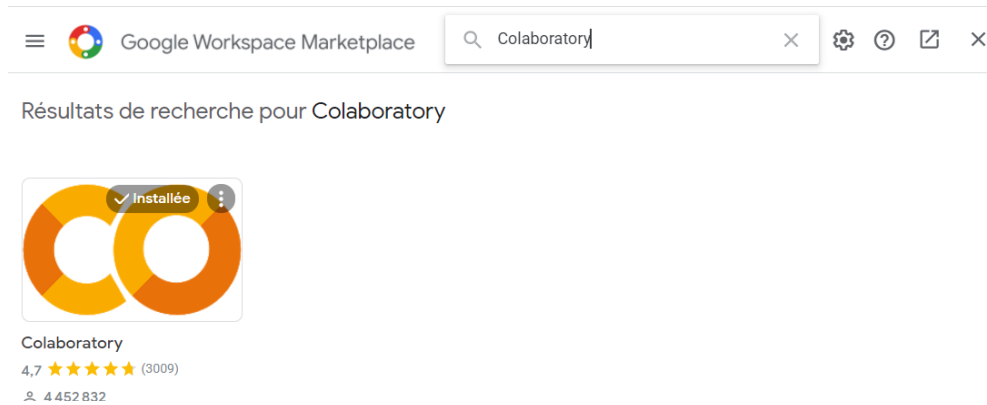 Google Workspace Marketplace
Colaboratory
Résultats de recherche pour Colaboratory
Installée
Colaboratory
4,7 (3009)
4 452 832